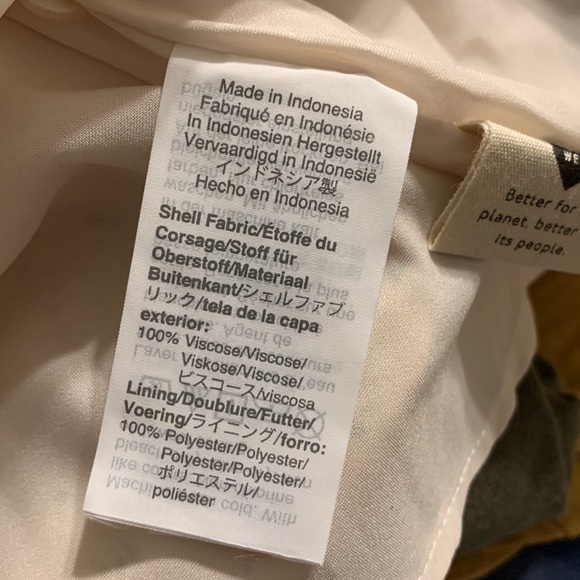 Made in Indonesia
Fabriqué en Indonésie
In Indonesien Hergestellt
Vervaardigd in Indonesië
インドネシア製
Hecho en Indonesia
Shell Fabric/Étoffe du
Corsage/Stoff für
Oberstoff/Materiaal
Buitenkant/シェルファブ
リック/tela de la capa
exterior:
100% Viscose/Viscose/
Viskose/Viscose/
ビスコース/viscosa
Lining/Doublure/Futter/
Voering/ライニング/forro:
100% Polyester/Polyester/
Polyester/Polyester/
ポリエステル/
poliéster
Better for
planet, better
its people.